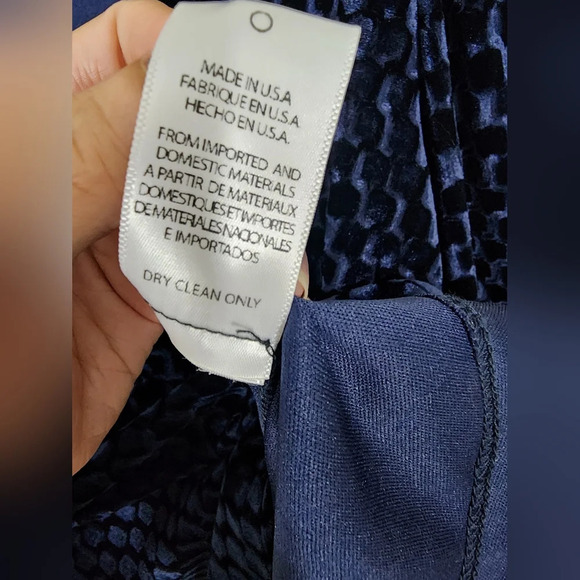 MADE IN U.S.A
FABRIQUE EN U.S.A
HECHO EN U.S.A.
FROM IMPORTED AND
DOMESTIC MATERIALS
A PARTIR DE MATERIAUX
DOMESTIQUES ET IMPORTES
DE MATERIALES NACIONALES
E IMPORTADOS
DRY CLEAN ONLY